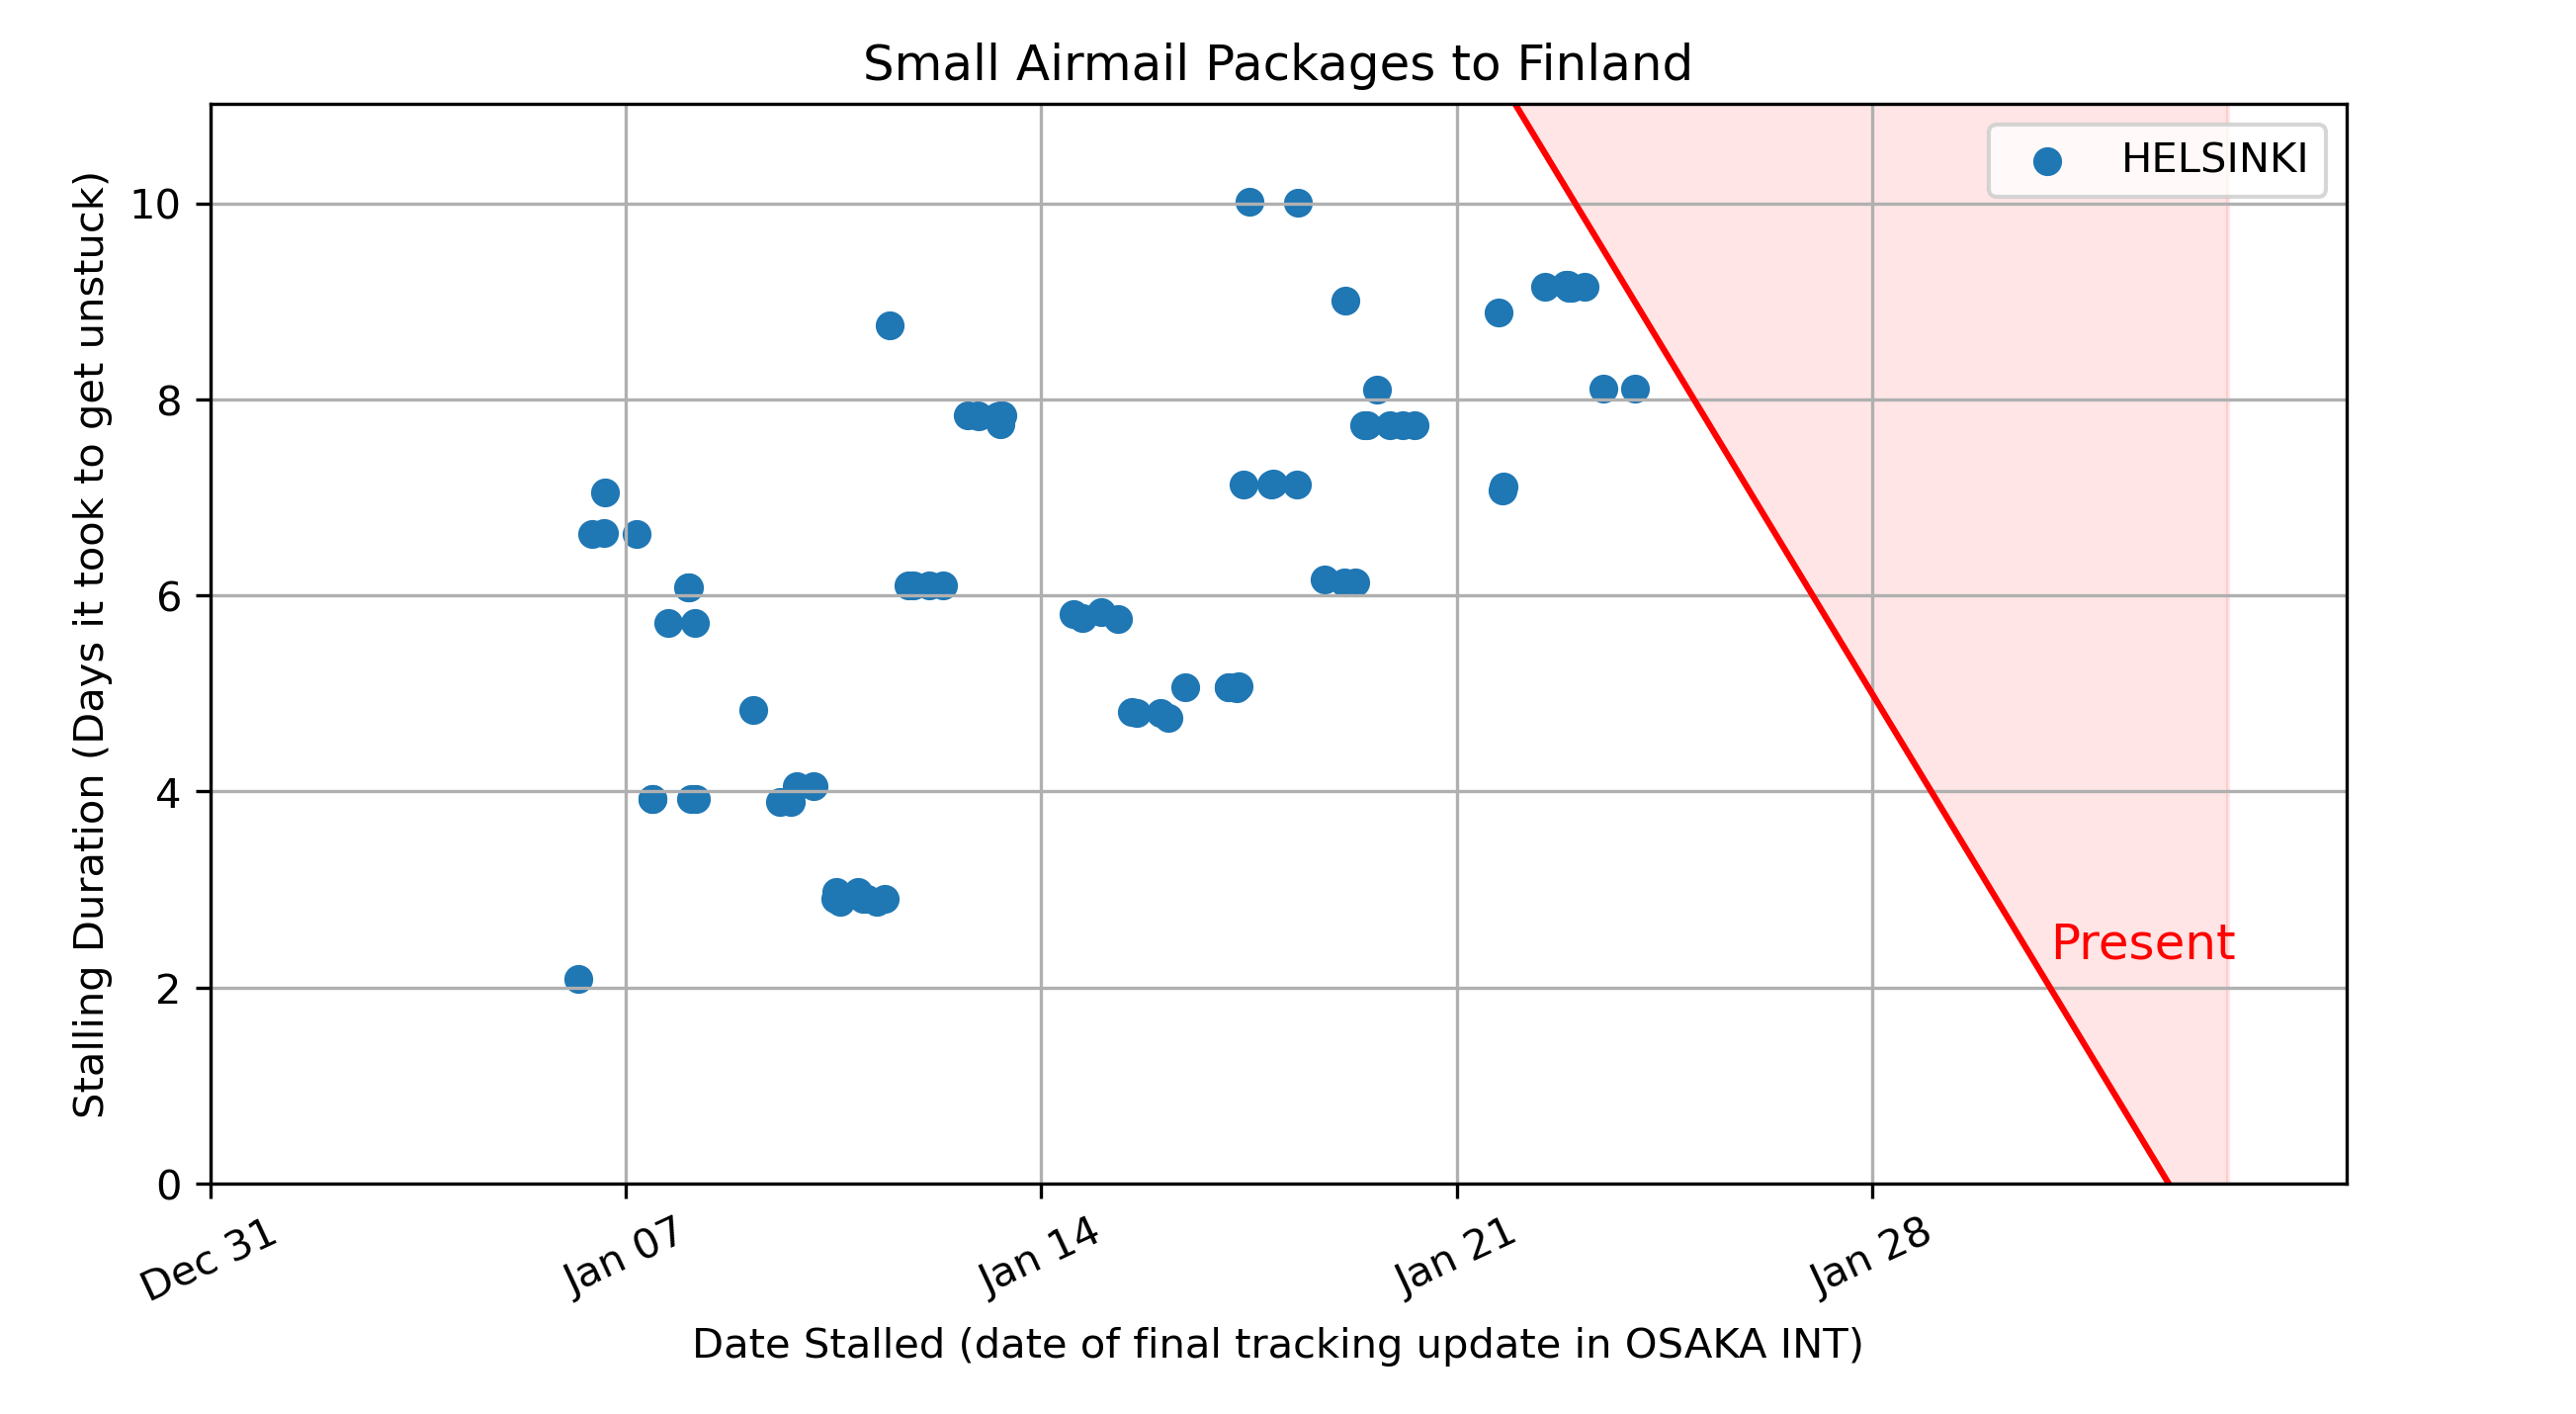 Small Airmail Packages to Finland
HELSINKI
Stalling Duration (Days it took to get unstuck)
10
8
6
4
2
0
Present
Dec 31
Jan 07
Jan 14
Jan 21
Jan 28
Date Stalled (date of final tracking update in OSAKA INT)